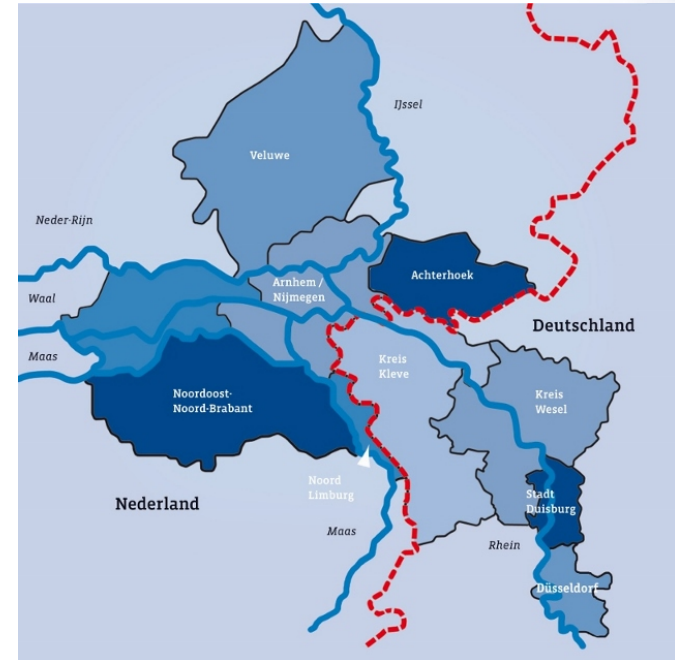 IJssel
Veluwe
Neder-Rijn
Arnhem /
Nijmegen
Achterhoek
Waal
Deutschland
Maas
Kreis
Kleve
Noordoost-
Noord-Brabant
Kreis
Wesel
Noord
Limburg
Stadt
Duisburg
Nederland
Maas
Rhein
Düsseldorf